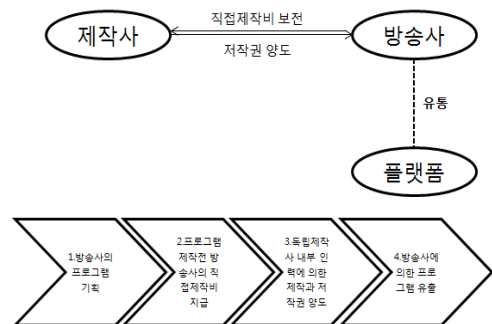 직접제작비 보전
제작사
방송사
저작권 양도
유통
플랫폼
1.방송사의
프로그램
기획
2.프로그램
제작전 방
송사의 직
접제작비
지급
3.독립제작
사 내부 인
력에 의한
제작과 저
작권 양도
4.방송사에
의한 프로
그램 유출